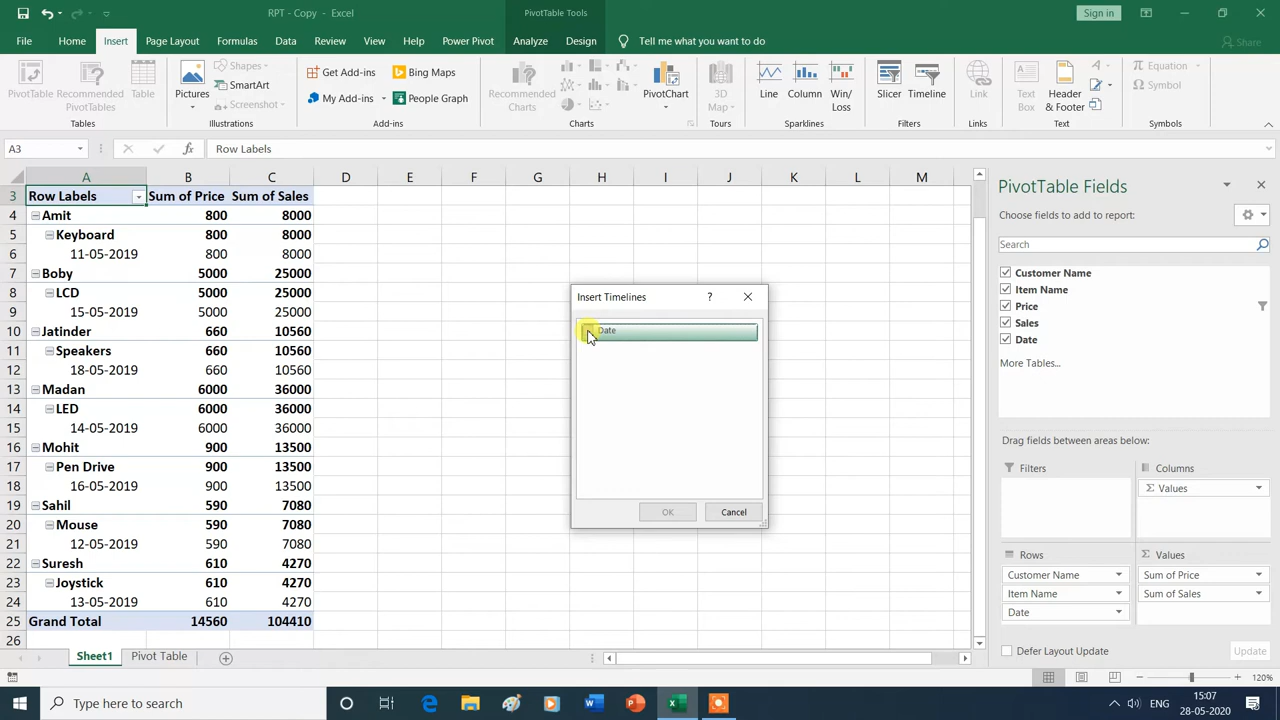 RPT - Copy - Excel
PivotTable Tools
Sign in
File Home Insert Page Layout Formulas Data Review View Help Power Pivot Analyze Design Tell me what you want to do Share
PivotTable
Recommended PivotTables
Table
Tables
Pictures
Shapes
SmartArt
Screenshot
Illustrations
Get Add-ins
My Add-ins
Bing Maps
People Graph
Add-ins
Recommended Charts
PivotChart
Charts
3D Map
Tours
Line
Column
Win/Loss
Sparklines
Slicer
Timeline
Filters
Link
Links
Text Box
Header & Footer
Text
Equation
Symbol
Symbols
A3
fx
Row Labels
A B C D E F G H I J K L M
3 Row Labels Sum of Price Sum of Sales
4 Amit 800 8000
5 Keyboard 800 8000
6 11-05-2019 800 8000
7 Boby 5000 25000
8 LCD 5000 25000
9 15-05-2019 5000 25000
10 Jatinder 660 10560
11 Speakers 660 10560
12 18-05-2019 660 10560
13 Madan 6000 36000
14 LED 6000 36000
15 14-05-2019 6000 36000
16 Mohit 900 13500
17 Pen Drive 900 13500
18 16-05-2019 900 13500
19 Sahil 590 7080
20 Mouse 590 7080
21 12-05-2019 590 7080
22 Suresh 610 4270
23 Joystick 610 4270
24 13-05-2019 610 4270
25 Grand Total 14560 104410
26
Insert Timelines ?
Date
OK Cancel
PivotTable Fields
Choose fields to add to report:
Search
Customer Name
Item Name
Price
Sales
Date
More Tables...
Drag fields between areas below:
Filters
Columns
Σ Values
Rows
Σ Values
Customer Name
Item Name
Date
Sum of Price
Sum of Sales
Defer Layout Update
Update
Sheet1 Pivot Table
120%
Type here to search
ENG
15:07
28-05-2020